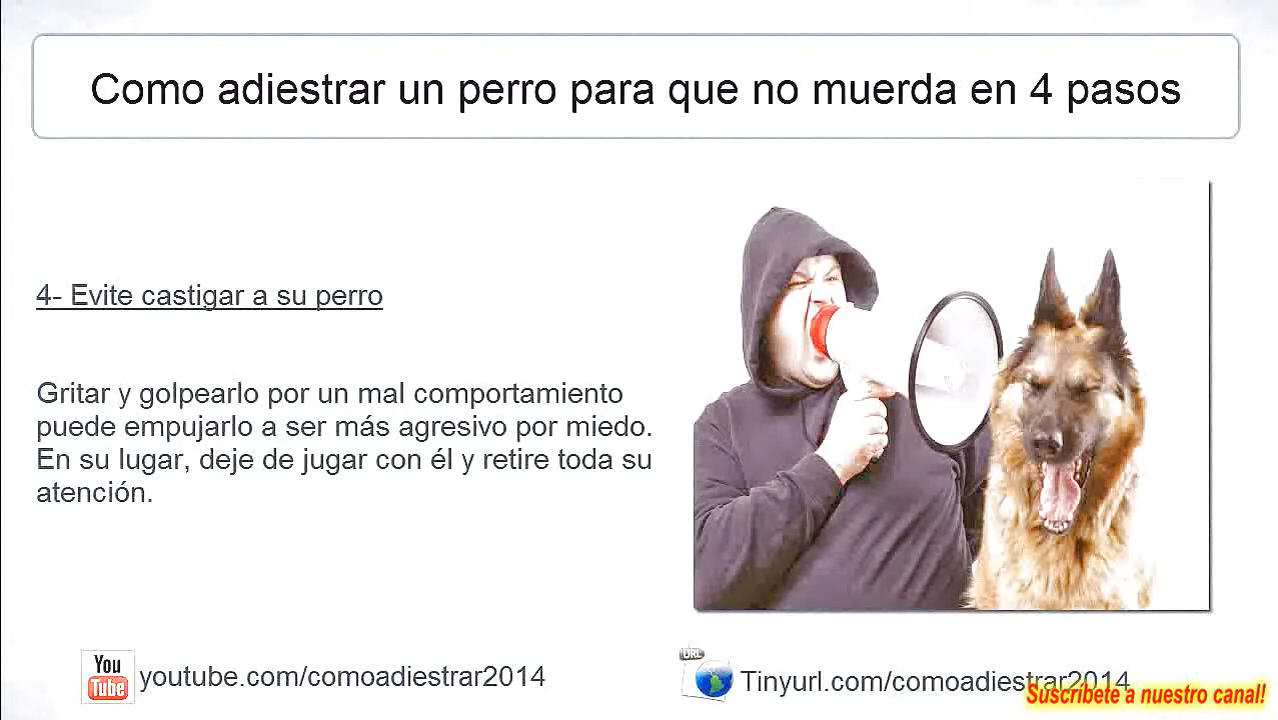 Como adiestrar un perro para que no muerda en 4 pasos
4- Evite castigar a su perro
Gritar y golpearlo por un mal comportamiento
puede empujarlo a ser más agresivo por miedo.
En su lugar, deje de jugar con él y retire toda su
atención.
You
Tube
youtube.com/comoadiestrar2014
URL
Tinyurl.com/comoadiestrar2014
Suscríbete a nuestro canal!